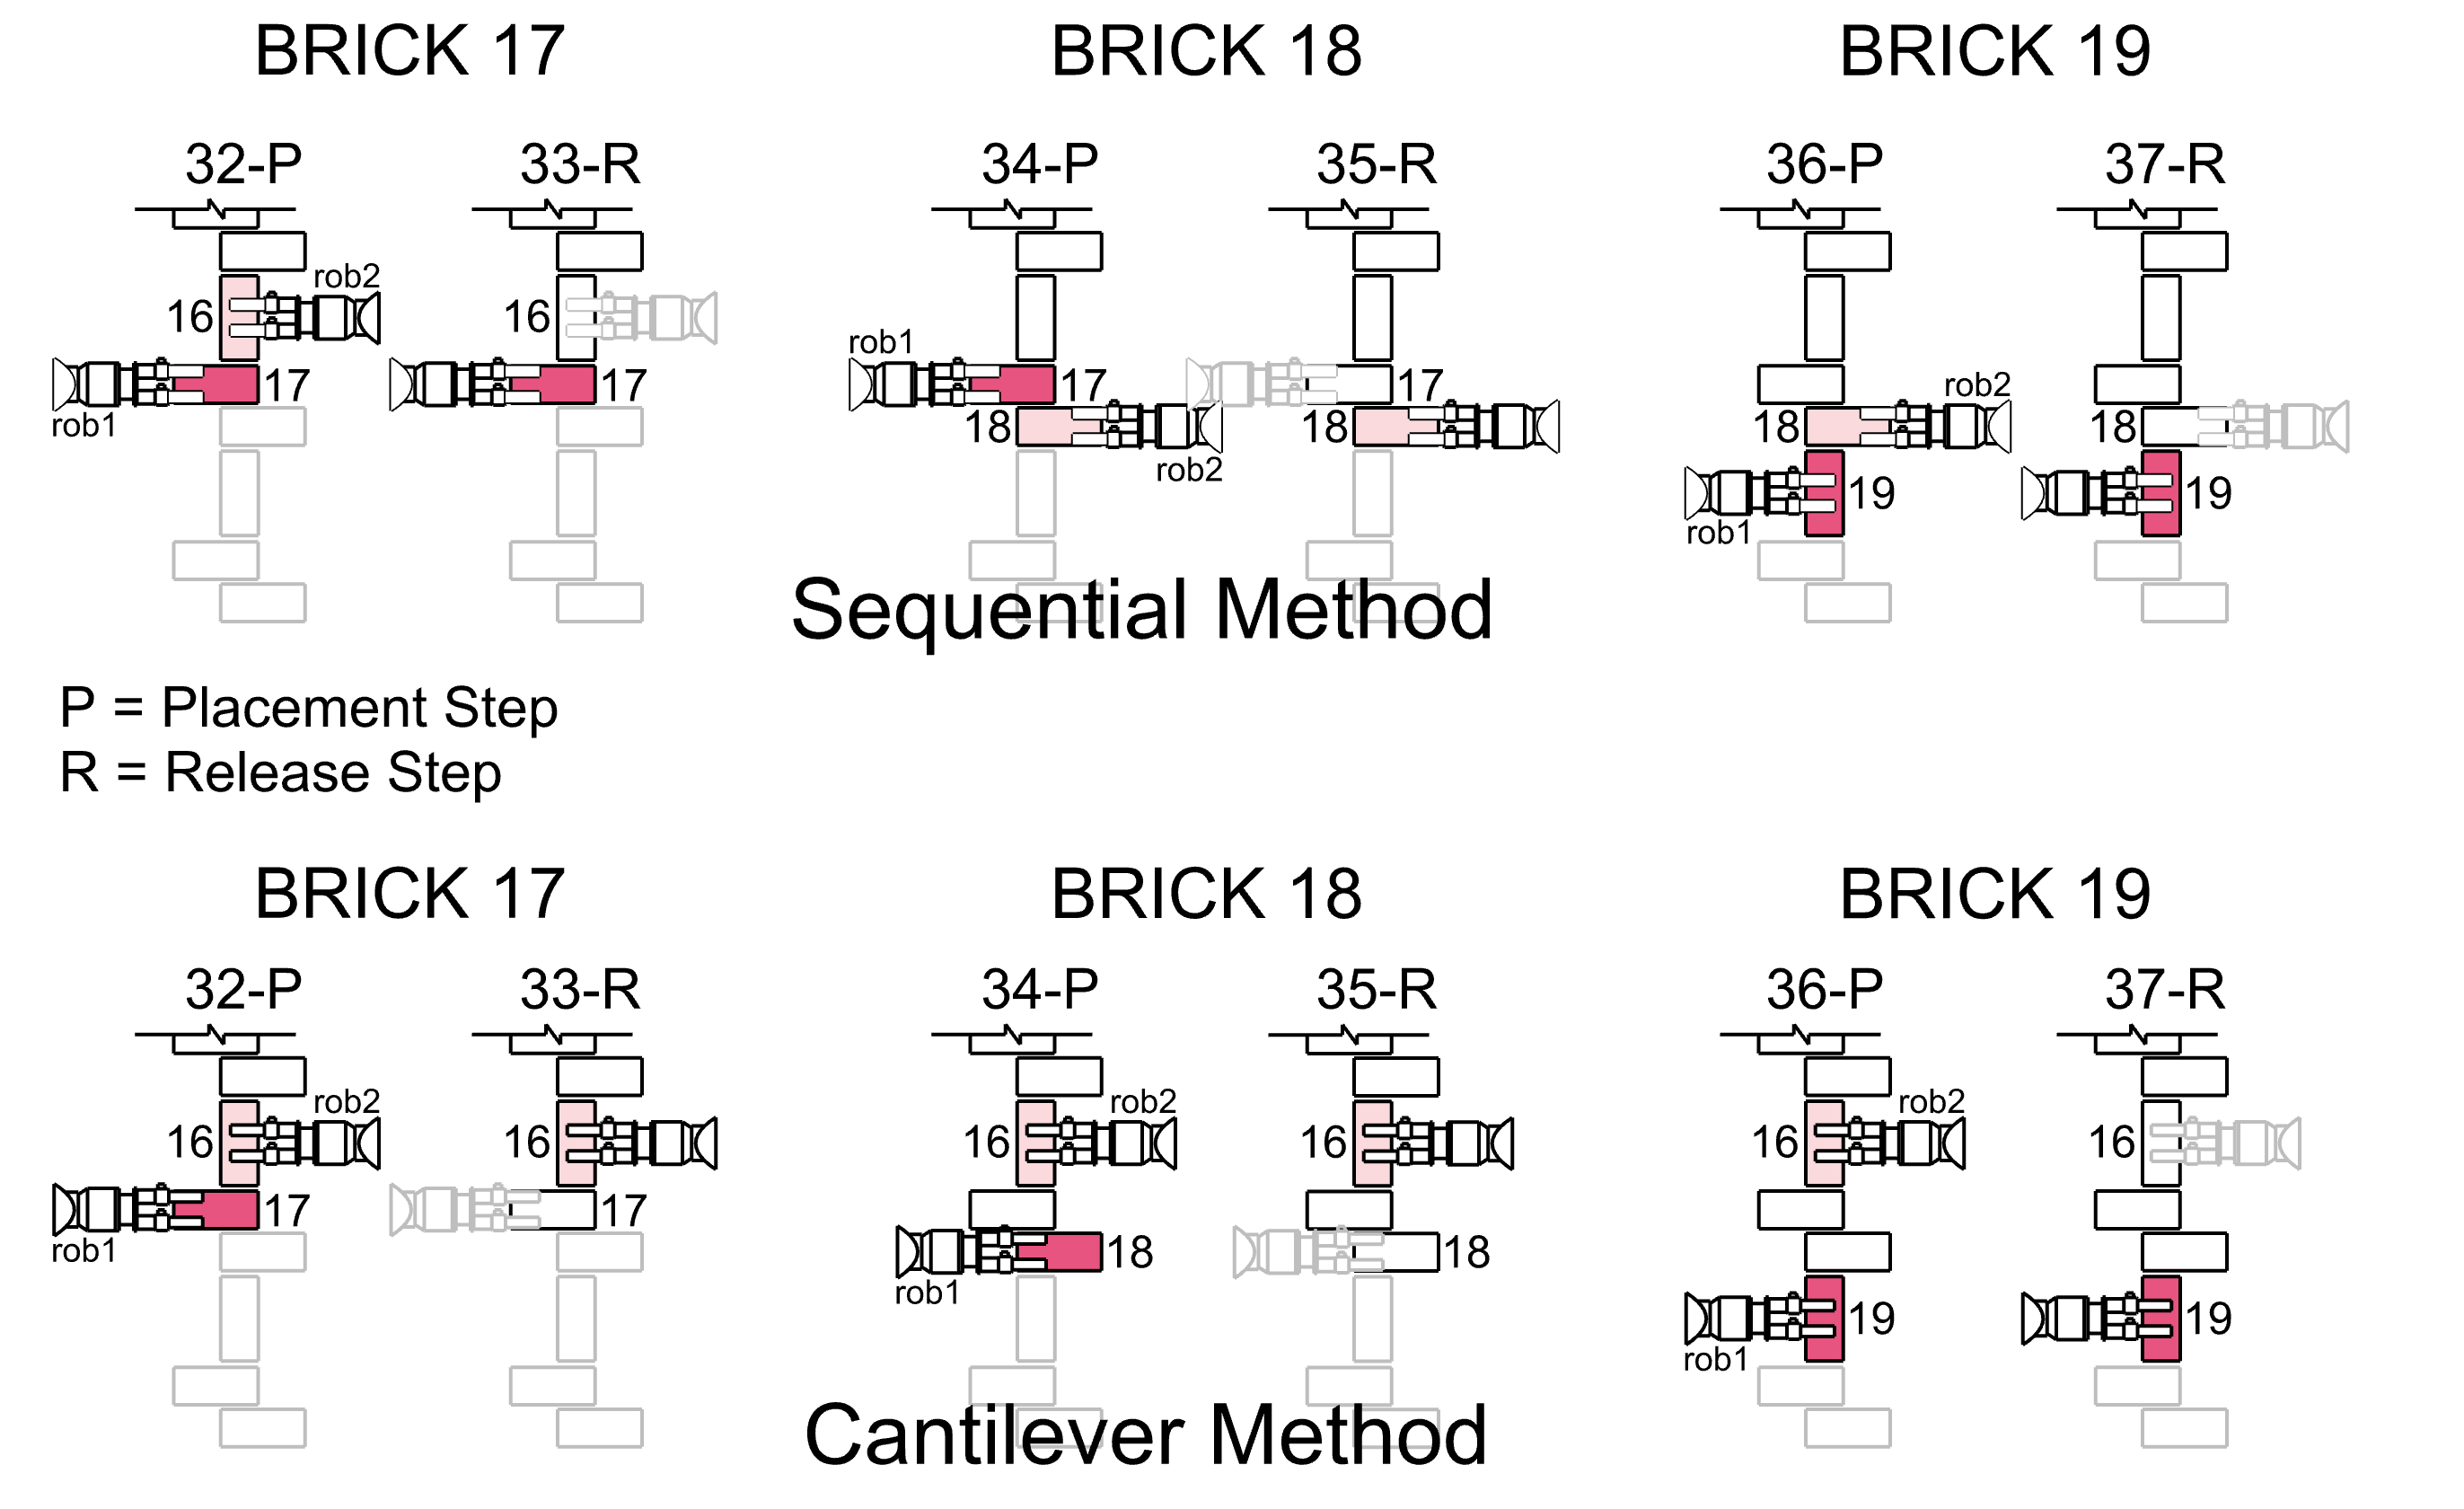 BRICK 17 BRICK 18 BRICK 19
32-P 33-R 34-P 35-R 36-P 37-R
rob2
16 16
rob1
17 17 17 17
rob1
rob2
18 18 18 18
rob2
19 19
rob1
Sequential Method
P = Placement Step
R = Release Step
BRICK 17 BRICK 18 BRICK 19
32-P 33-R 34-P 35-R 36-P 37-R
rob2 rob2 rob2
16 16 16 16 16 16
17 17
rob1
18 18
rob1
19 19
rob1
Cantilever Method